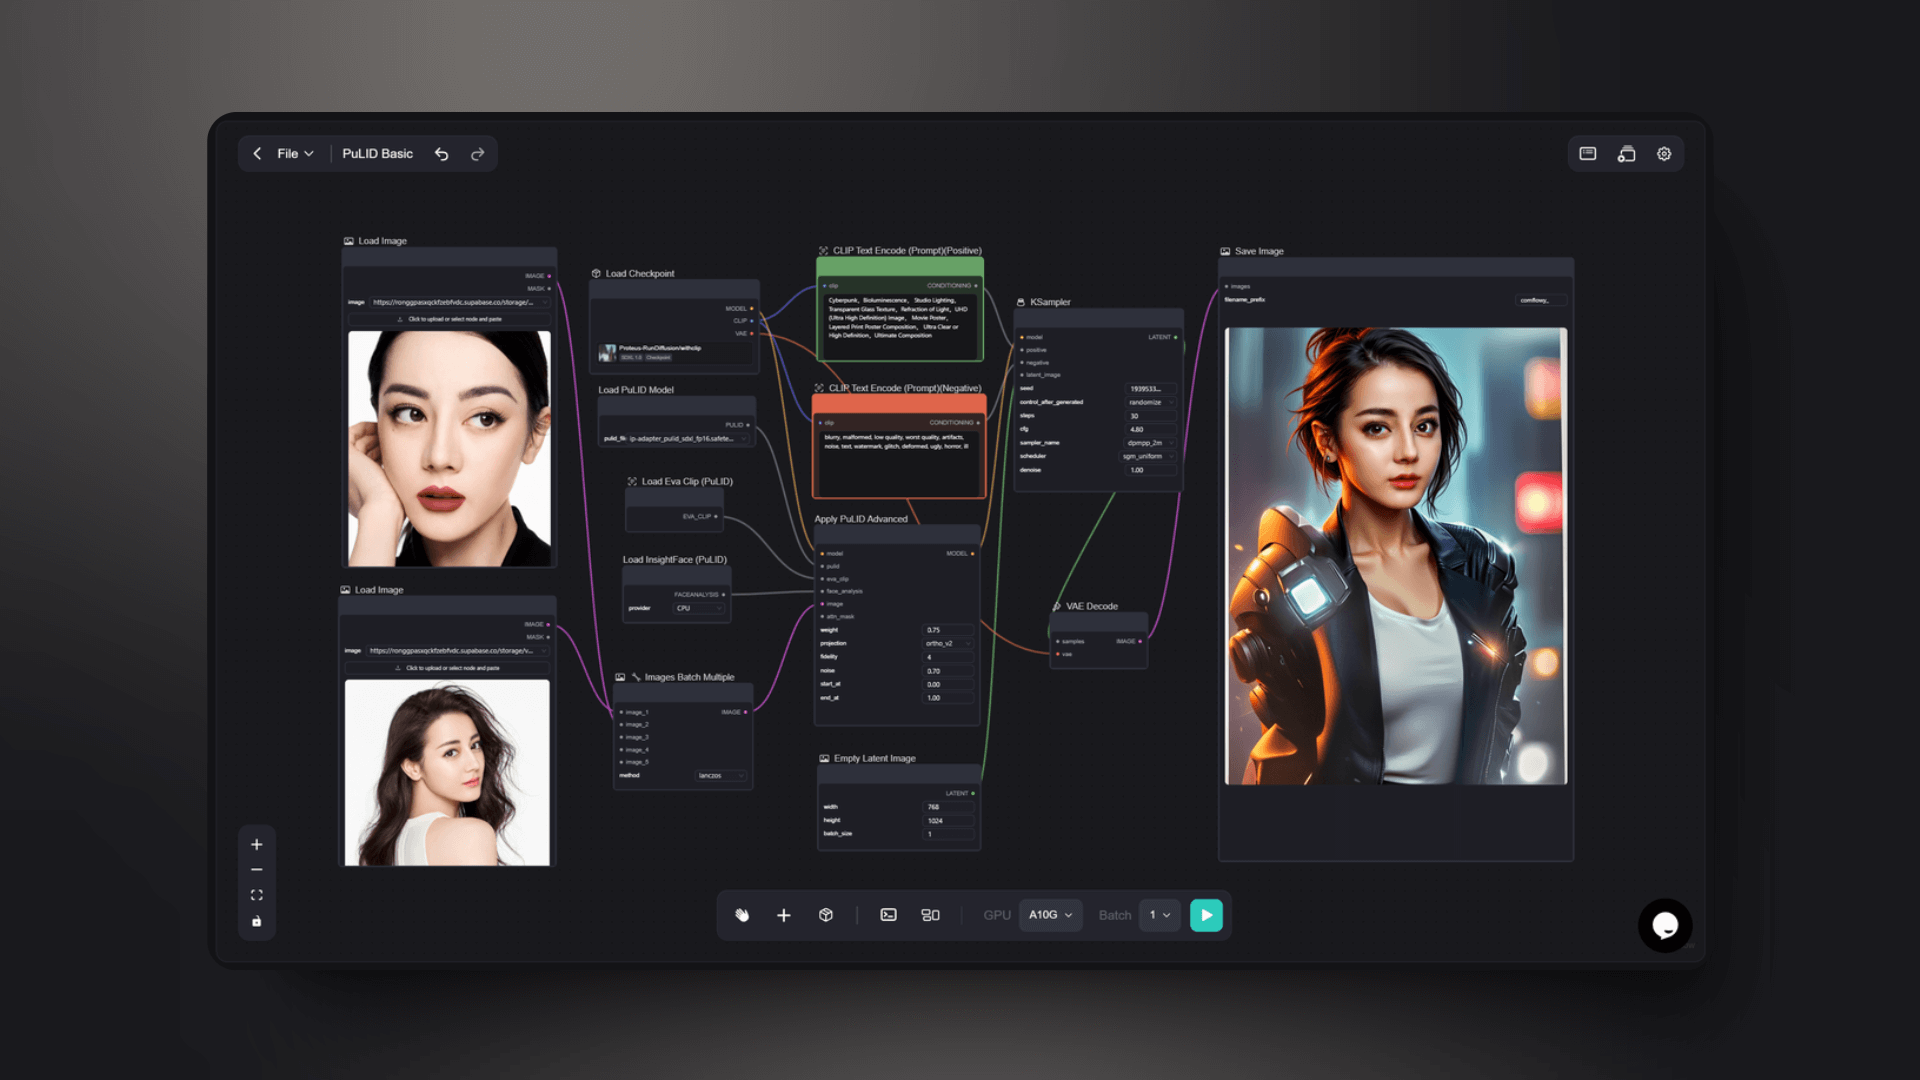 File
PuLID Basic
Load Image
IMAGE
MASK
image https://ronggpasxqckfzebfvdc.supabase.co/storage/...
Click to upload or select node and paste
Load Image
IMAGE
MASK
image https://ronggpasxqckfzebfvdc.supabase.co/storage/v...
Click to upload or select node and paste
Load Checkpoint
MODEL
CLIP
VAE
Proteus-RunDiffusion/withclip
SDXL 1.0 Checkpoint
Load PuLID Model
PULID
pulid_file ip-adapter_pulid_sdxl_fp16.safete...
Load Eva Clip (PuLID)
EVA_CLIP
Load InsightFace (PuLID)
FACEANALYSIS
provider CPU
Images Batch Multiple
image_1 IMAGE
image_2
image_3
image_4
image_5
method lanczos
CLIP Text Encode (Prompt)(Positive)
clip CONDITIONING
Cyberpunk, Bioluminescence, Studio Lighting,
Transparent Glass Texture, Refraction of Light, UHD
(Ultra High Definition) Image, Movie Poster,
Layered Print Poster Composition, Ultra Clear or
High Definition, Ultimate Composition
CLIP Text Encode (Prompt)(Negative)
clip CONDITIONING
blurry, malformed, low quality, worst quality, artifacts,
noise, text, watermark, glitch, deformed, ugly, horror, ill
Apply PuLID Advanced
model MODEL
pulid
eva_clip
face_analysis
image
attn_mask
weight 0.75
projection ortho_v2
fidelity 4
noise 0.70
start_at 0.00
end_at 1.00
Empty Latent Image
LATENT
width 768
height 1024
batch_size 1
KSampler
model LATENT
positive
negative
latent_image
seed 1939533...
control_after_generated randomize
steps 30
cfg 4.80
sampler_name dpmpp_2m
scheduler sgm_uniform
denoise 1.00
VAE Decode
samples IMAGE
vae
Save Image
images
filename_prefix comflowy_
GPU A10G Batch 1